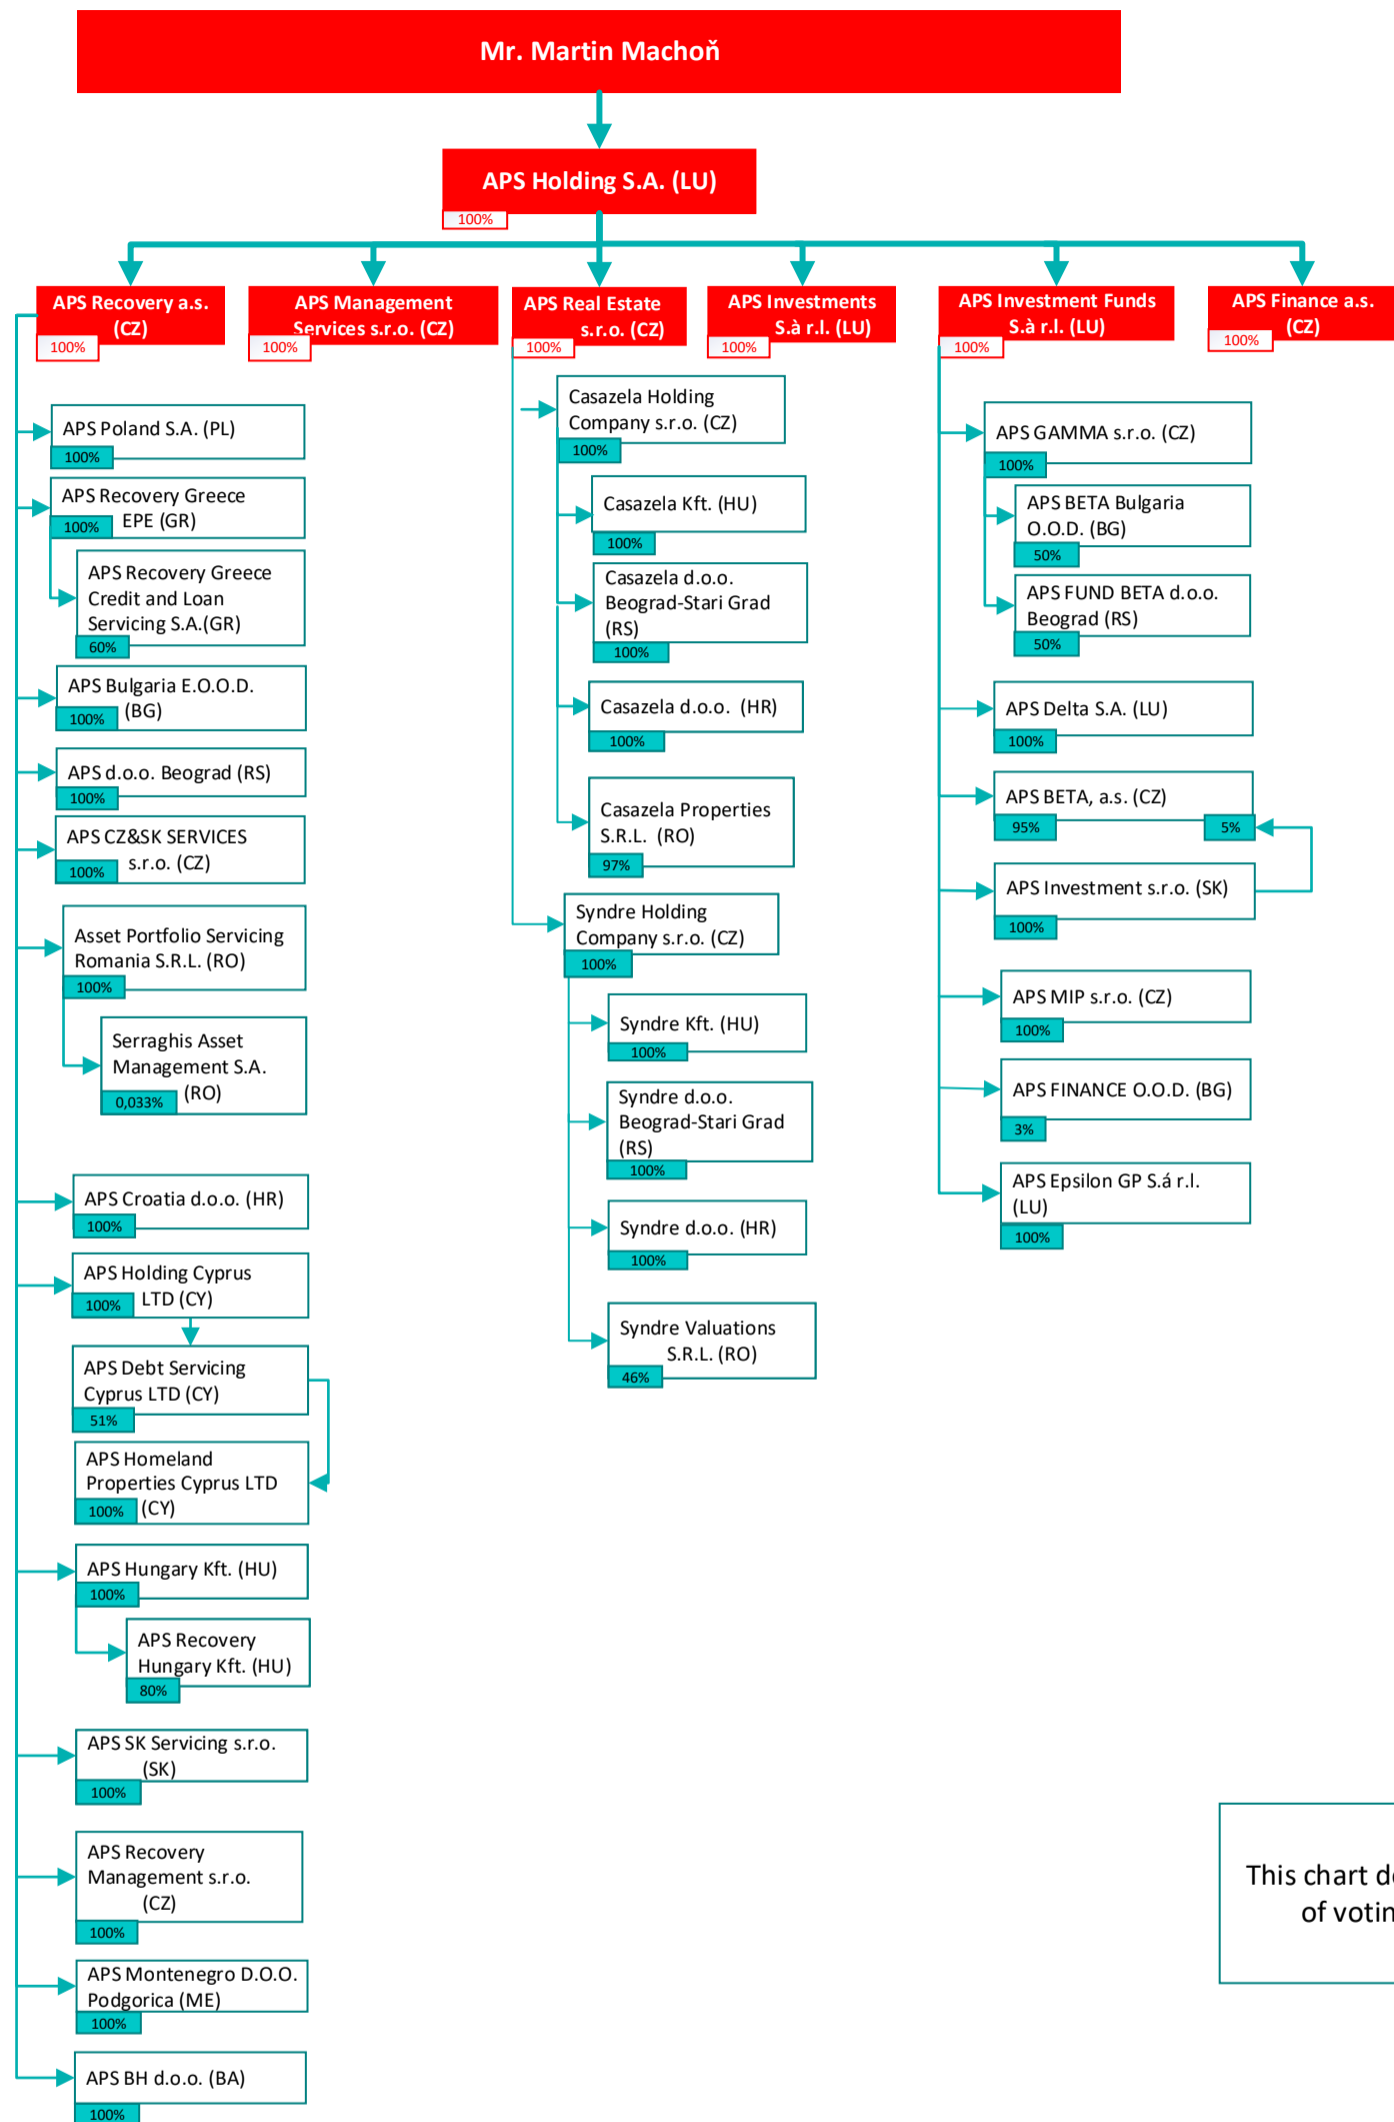 Mr. Martin Machoň
APS Holding S.A. (LU)
100%
APS Recovery a.s.
(CZ)
100%
APS Management
Services s.r.o. (CZ)
100%
APS Real Estate
s.r.o. (CZ)
100%
APS Investments
S.à r.l. (LU)
100%
APS Investment Funds
S.à r.l. (LU)
100%
APS Finance a.s.
(CZ)
100%
APS Poland S.A. (PL)
100%
APS Recovery Greece
EPE (GR)
100%
APS Recovery Greece
Credit and Loan
Servicing S.A.(GR)
60%
APS Bulgaria E.O.O.D.
(BG)
100%
APS d.o.o. Beograd (RS)
100%
APS CZ&SK SERVICES
s.r.o. (CZ)
100%
Asset Portfolio Servicing
Romania S.R.L. (RO)
100%
Serraghis Asset
Management S.A.
(RO)
0,033%
APS Croatia d.o.o. (HR)
100%
APS Holding Cyprus
LTD (CY)
100%
APS Debt Servicing
Cyprus LTD (CY)
51%
APS Homeland
Properties Cyprus LTD
(CY)
100%
APS Hungary Kft. (HU)
100%
APS Recovery
Hungary Kft. (HU)
80%
APS SK Servicing s.r.o.
(SK)
100%
APS Recovery
Management s.r.o.
(CZ)
100%
APS Montenegro D.O.O.
Podgorica (ME)
100%
APS BH d.o.o. (BA)
100%
Casazela Holding
Company s.r.o. (CZ)
100%
Casazela Kft. (HU)
100%
Casazela d.o.o.
Beograd-Stari Grad
(RS)
100%
Casazela d.o.o. (HR)
100%
Casazela Properties
S.R.L. (RO)
97%
Syndre Holding
Company s.r.o. (CZ)
100%
Syndre Kft. (HU)
100%
Syndre d.o.o.
Beograd-Stari Grad
(RS)
100%
Syndre d.o.o. (HR)
100%
Syndre Valuations
S.R.L. (RO)
46%
APS GAMMA s.r.o. (CZ)
100%
APS BETA Bulgaria
O.O.D. (BG)
50%
APS FUND BETA d.o.o.
Beograd (RS)
50%
APS Delta S.A. (LU)
100%
APS BETA, a.s. (CZ)
95%
5%
APS Investment s.r.o. (SK)
100%
APS MIP s.r.o. (CZ)
100%
APS FINANCE O.O.D. (BG)
3%
APS Epsilon GP S.á r.l.
(LU)
100%
This chart
of